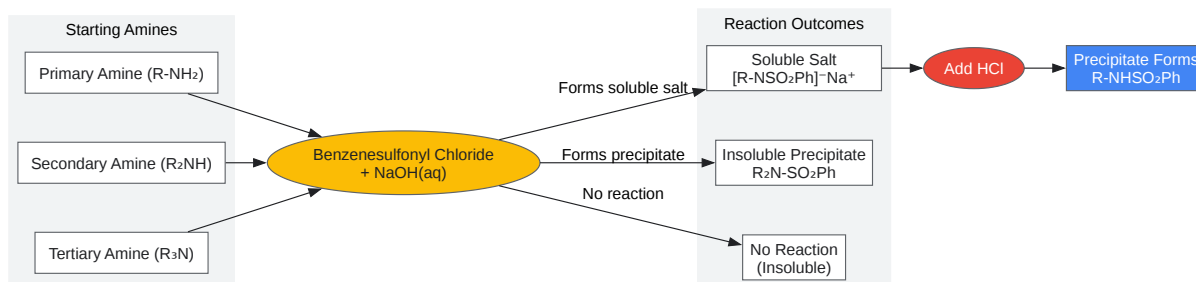 Starting Amines
Primary Amine (R-NH₂)
Secondary Amine (R₂NH)
Tertiary Amine (R₃N)
Benzenesulfonyl Chloride
+ NaOH(aq)
Forms soluble salt
Forms precipitate
No reaction
Reaction Outcomes
Soluble Salt
[R-NSO₂Ph]⁻Na⁺
Insoluble Precipitate
R₂N-SO₂Ph
No Reaction
(Insoluble)
Add HCl
Precipitate Forms
R-NHSO₂Ph